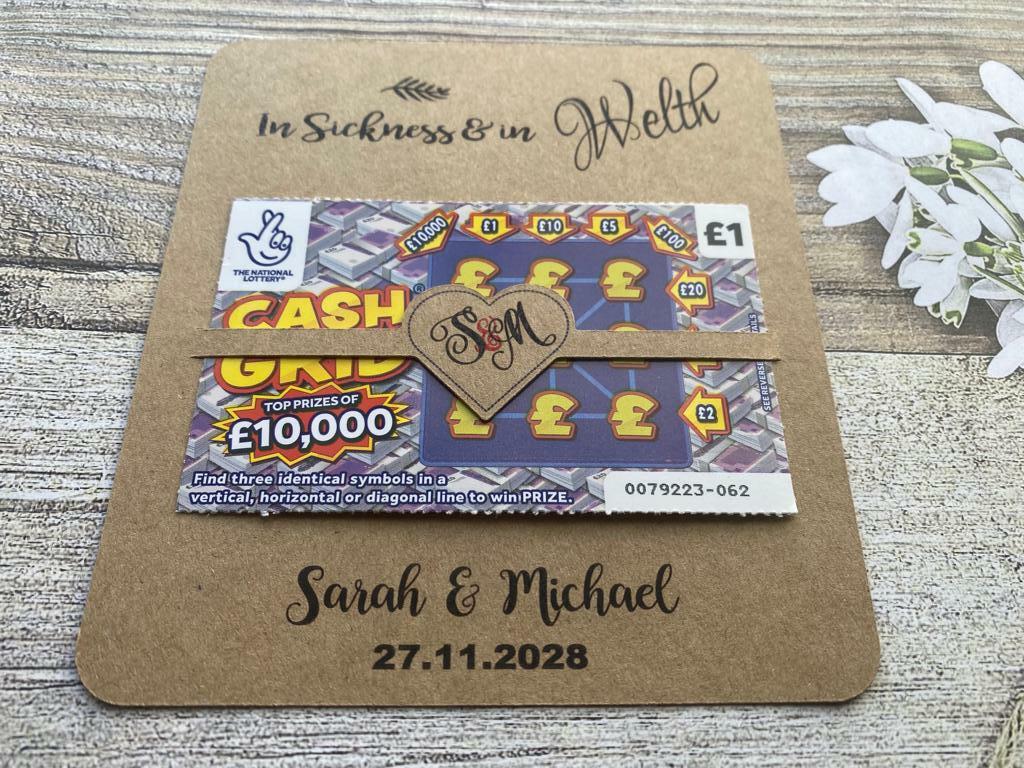 In Sickness & in Welth
THE NATIONAL
LOTTERY®
£10,000
£1
£10
£5
£100
£1
CASH
GRID
£20
S&M
TOP PRIZES OF
£10,000
£2
SEE REVERSE
Find three identical symbols in a
vertical, horizontal or diagonal line to win PRIZE.
0079223-062
Sarah & Michael
27.11.2028